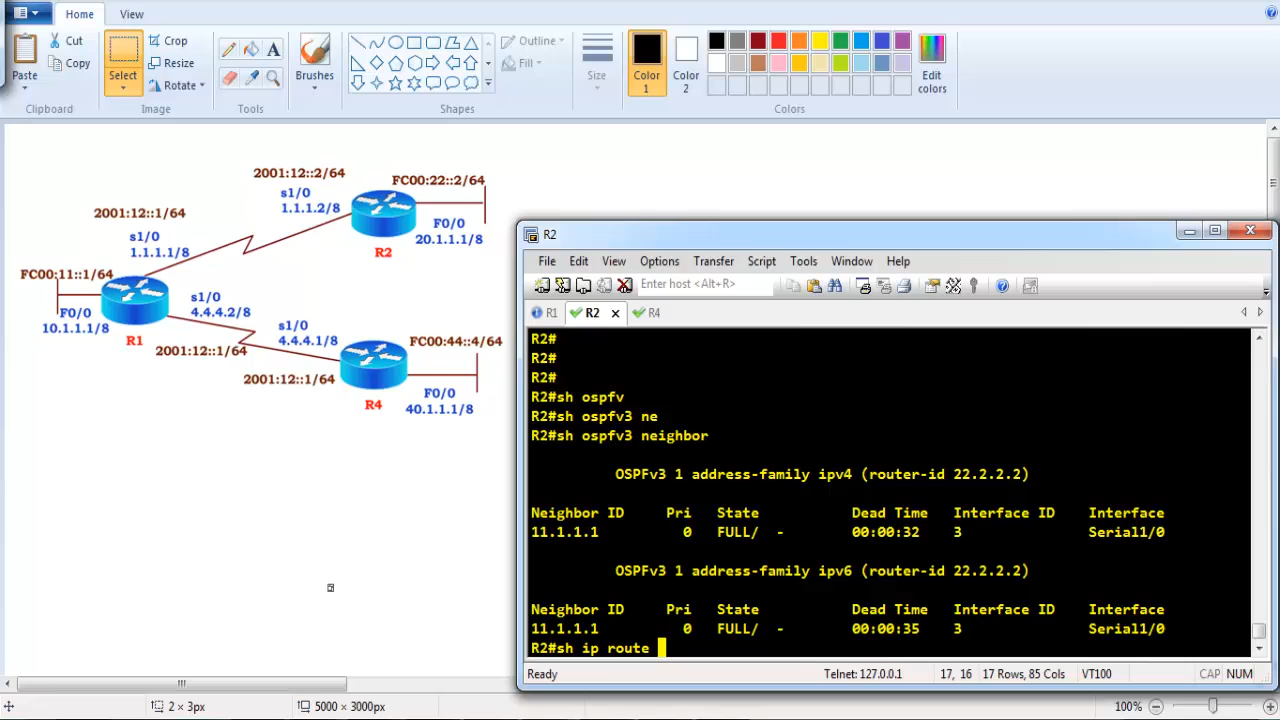 Home
View
Paste
Cut
Copy
Clipboard
Select
Crop
Resize
Rotate
Image
A
Tools
Brushes
Outline
Fill
Shapes
Size
Color
1
Color
2
Edit
colors
Colors
2001:12::2/64
FC00:22::2/64
s1/0
1.1.1.2/8
2001:12::1/64
F0/0
20.1.1.1/8
s1/0
1.1.1.1/8
R2
FC00:11::1/64
s1/0
4.4.4.2/8
F0/0
10.1.1.1/8
s1/0
4.4.4.1/8
R1
FC00:44::4/64
2001:12::1/64
2001:12::1/64
F0/0
40.1.1.1/8
R4
R2
File Edit View Options Transfer Script Tools Window Help
Enter host <Alt+R>
R1
R2
R4
R2#
R2#
R2#
R2#sh ospfv
R2#sh ospfv3 ne
R2#sh ospfv3 neighbor
OSPFv3 1 address-family ipv4 (router-id 22.2.2.2)
Neighbor ID Pri State Dead Time Interface ID Interface
11.1.1.1 0 FULL/ - 00:00:32 3 Serial1/0
OSPFv3 1 address-family ipv6 (router-id 22.2.2.2)
Neighbor ID Pri State Dead Time Interface ID Interface
11.1.1.1 0 FULL/ - 00:00:35 3 Serial1/0
R2#sh ip route
Ready
Telnet: 127.0.0.1
17, 16
17 Rows, 85 Cols
VT100
CAP
NUM
2 × 3px
5000 × 3000px
100%